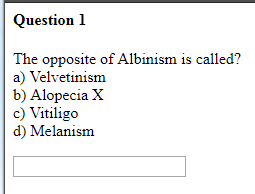 Question 1
The opposite of Albinism is called?
a) Velvetinism
b) Alopecia X
c) Vitiligo
d) Melanism